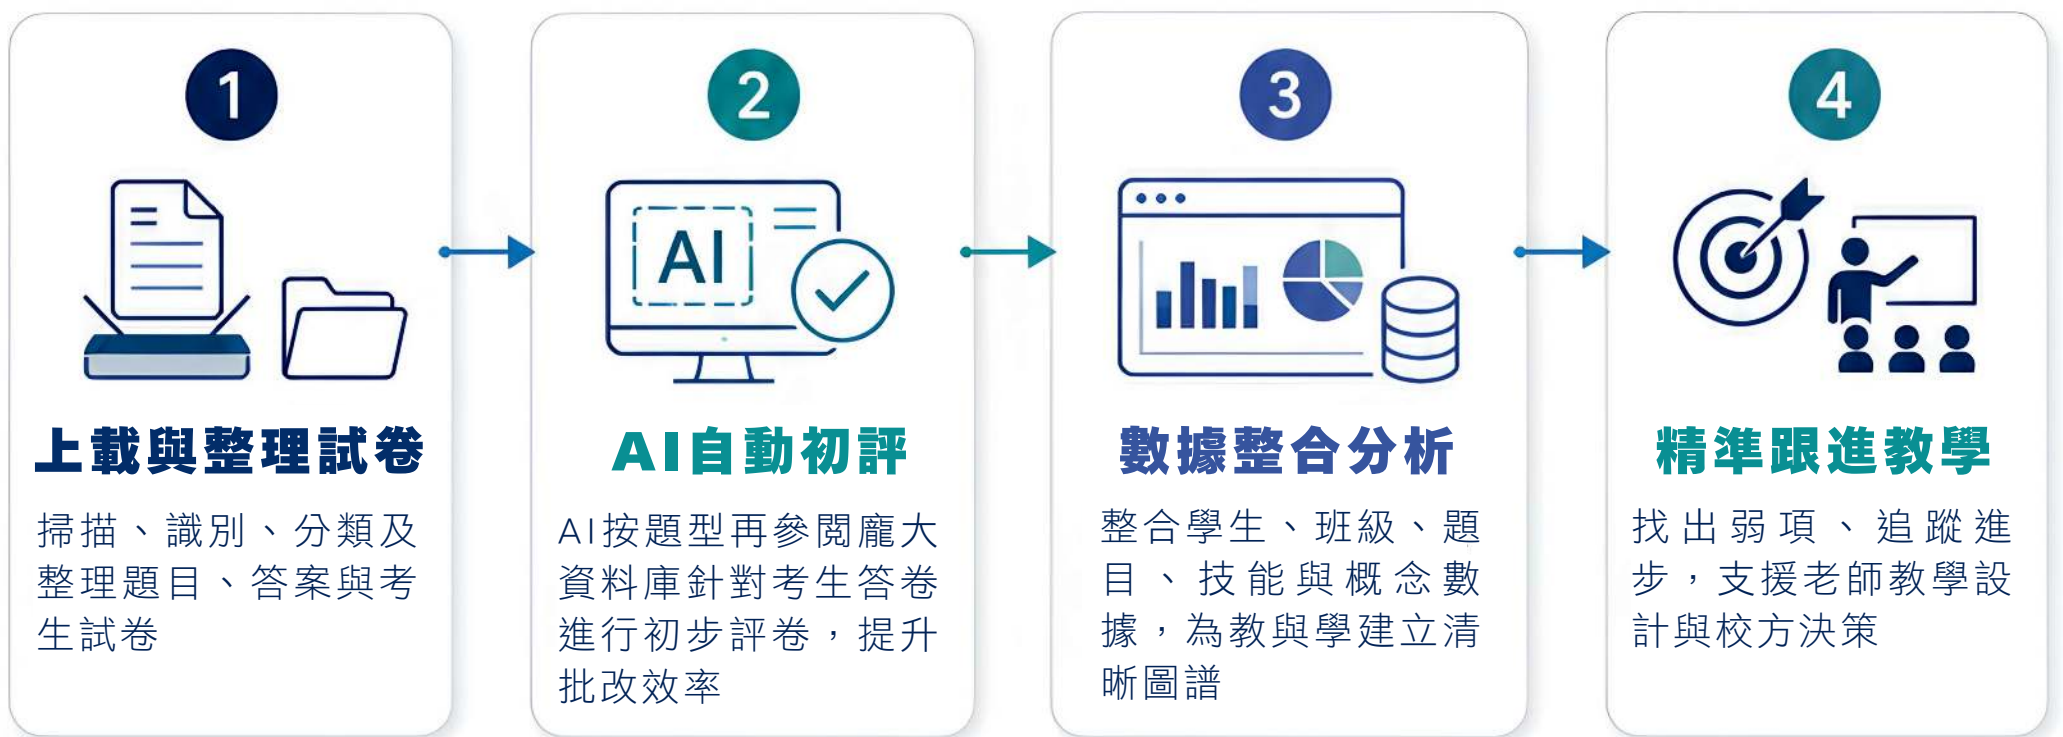 1
上載與整理試卷
掃描、識別、分類及
整理題目、答案與考
生試卷
2
AI
AI自動初評
AI按題型再參閱龐大
資料庫針對考生答卷
進行初步評卷，提升
批改效率
3
數據整合分析
整合學生、班級、題
目、技能與概念數
據，為教與學建立清
晰圖譜
4
精準跟進教學
找出弱項、追蹤進
步，支援老師教學設
計與校方決策